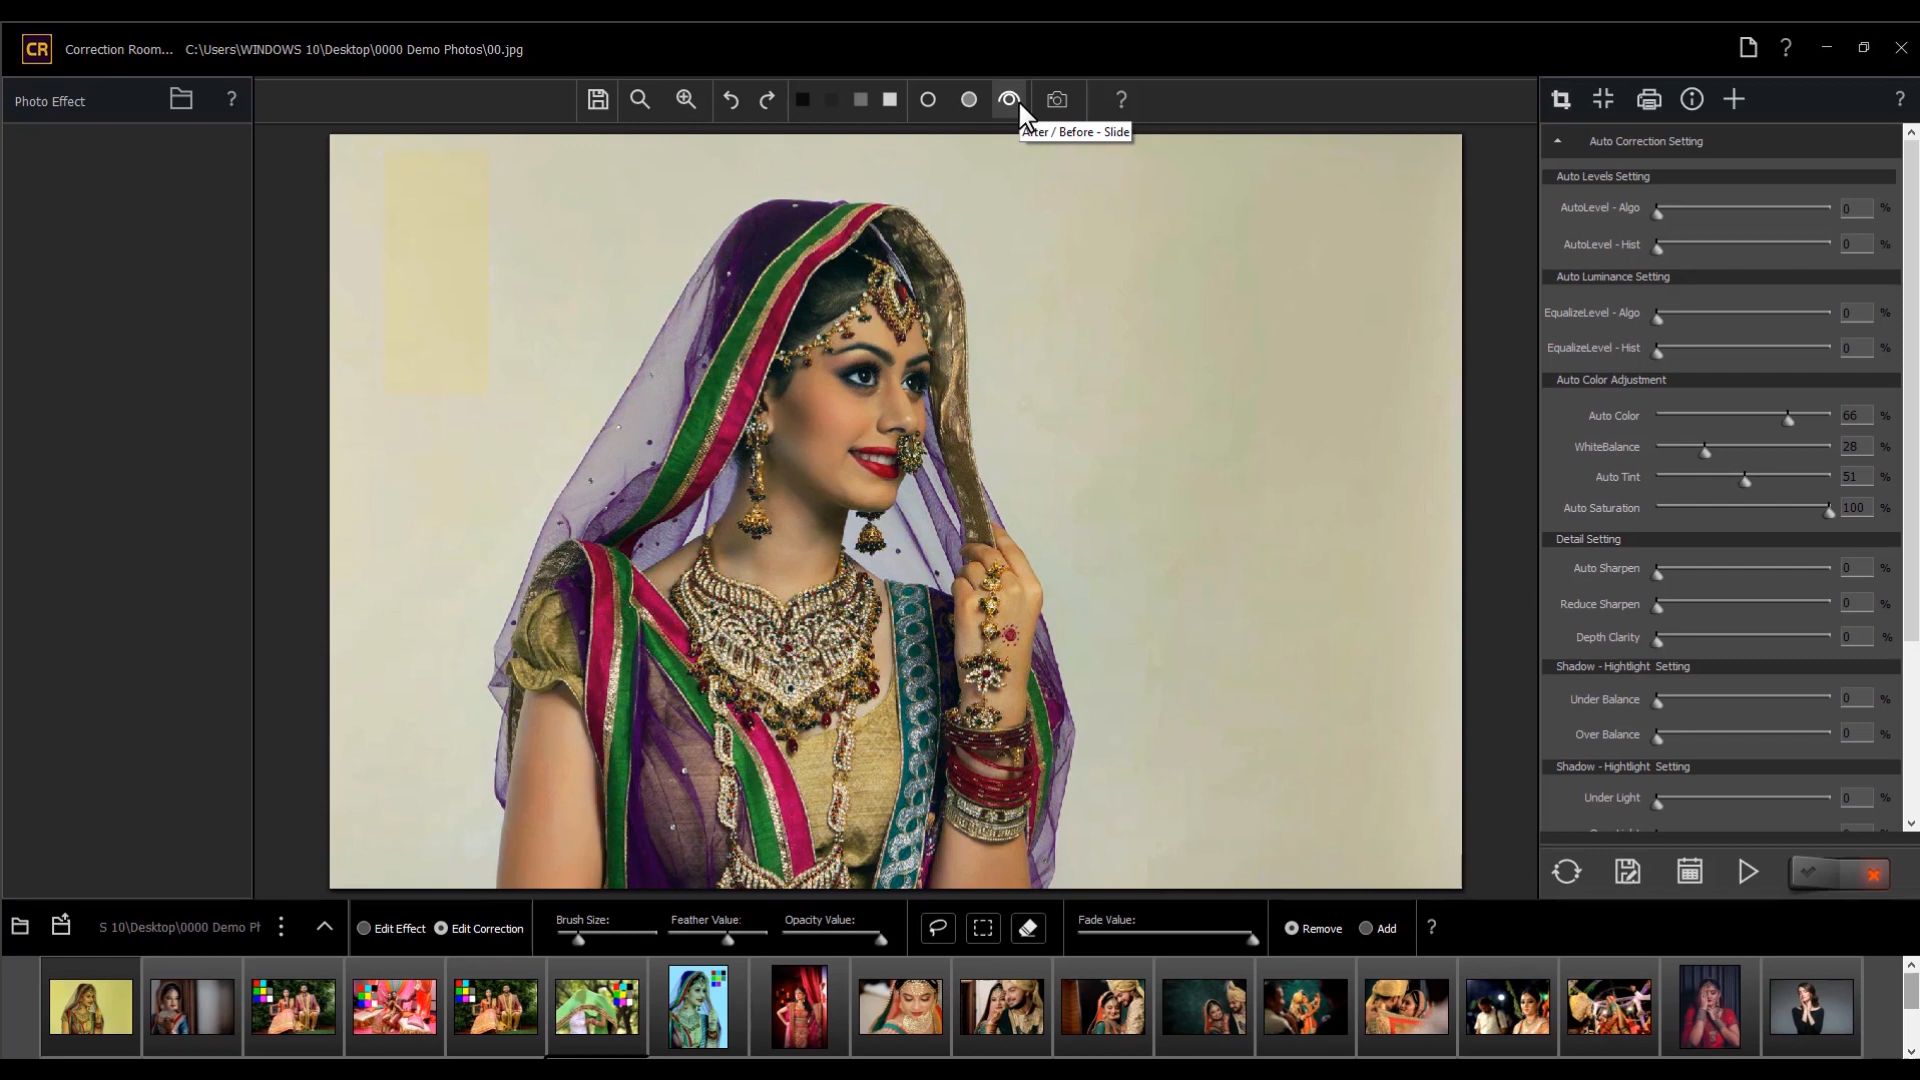 CR Correction Room... C:\Users\WINDOWS 10\Desktop\0000 Demo Photos\00.jpg ?
Photo Effect ?
?
?
After / Before - Slide
Auto Correction Setting
Auto Levels Setting
AutoLevel - Algo 0 %
AutoLevel - Hist 0 %
Auto Luminance Setting
EqualizeLevel - Algo 0 %
EqualizeLevel - Hist 0 %
Auto Color Adjustment
Auto Color 66 %
WhiteBalance 28 %
Auto Tint 51 %
Auto Saturation 100 %
Detail Setting
Auto Sharpen 0 %
Reduce Sharpen 0 %
Depth Clarity 0 %
Shadow - Hightlight Setting
Under Balance 0 %
Over Balance 0 %
Shadow - Hightlight Setting
Under Light 0 %
S 10\Desktop\0000 Demo Pł
Edit Effect Edit Correction
Brush Size: Feather Value: Opacity Value:
Fade Value:
Remove Add ?